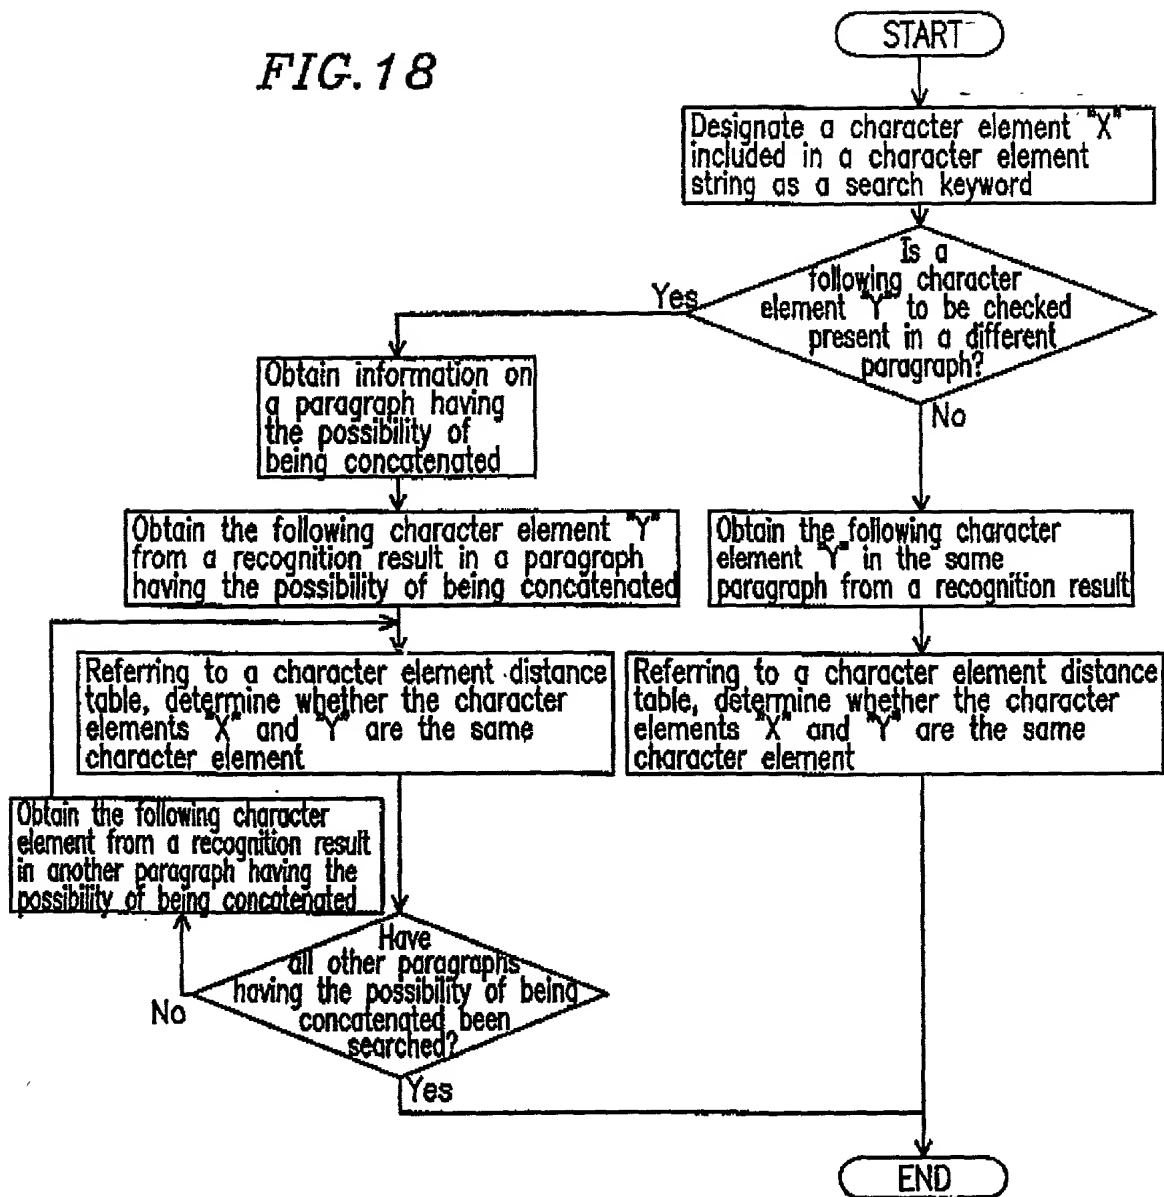 FIG.18
START
Designate a character element "X"
included in a character element
string as a search keyword
Is a
following character
element "Y" to be checked
present in a different
paragraph?
Yes
No
Obtain information on
a paragraph having
the possibility of
being concatenated
Obtain the following character element "Y"
from a recognition result in a paragraph
having the possibility of being concatenated
Obtain the following character
element "Y" in the same
paragraph from a recognition result
Referring to a character element distance
table, determine whether the character
elements "X" and "Y" are the same
character element
Referring to a character element distance
table, determine whether the character
elements "X" and "Y" are the same
character element
Obtain the following character
element from a recognition result
in another paragraph having the
possibility of being concatenated
Have
all other paragraphs
having the possibility of being
concatenated been
searched?
No
Yes
END